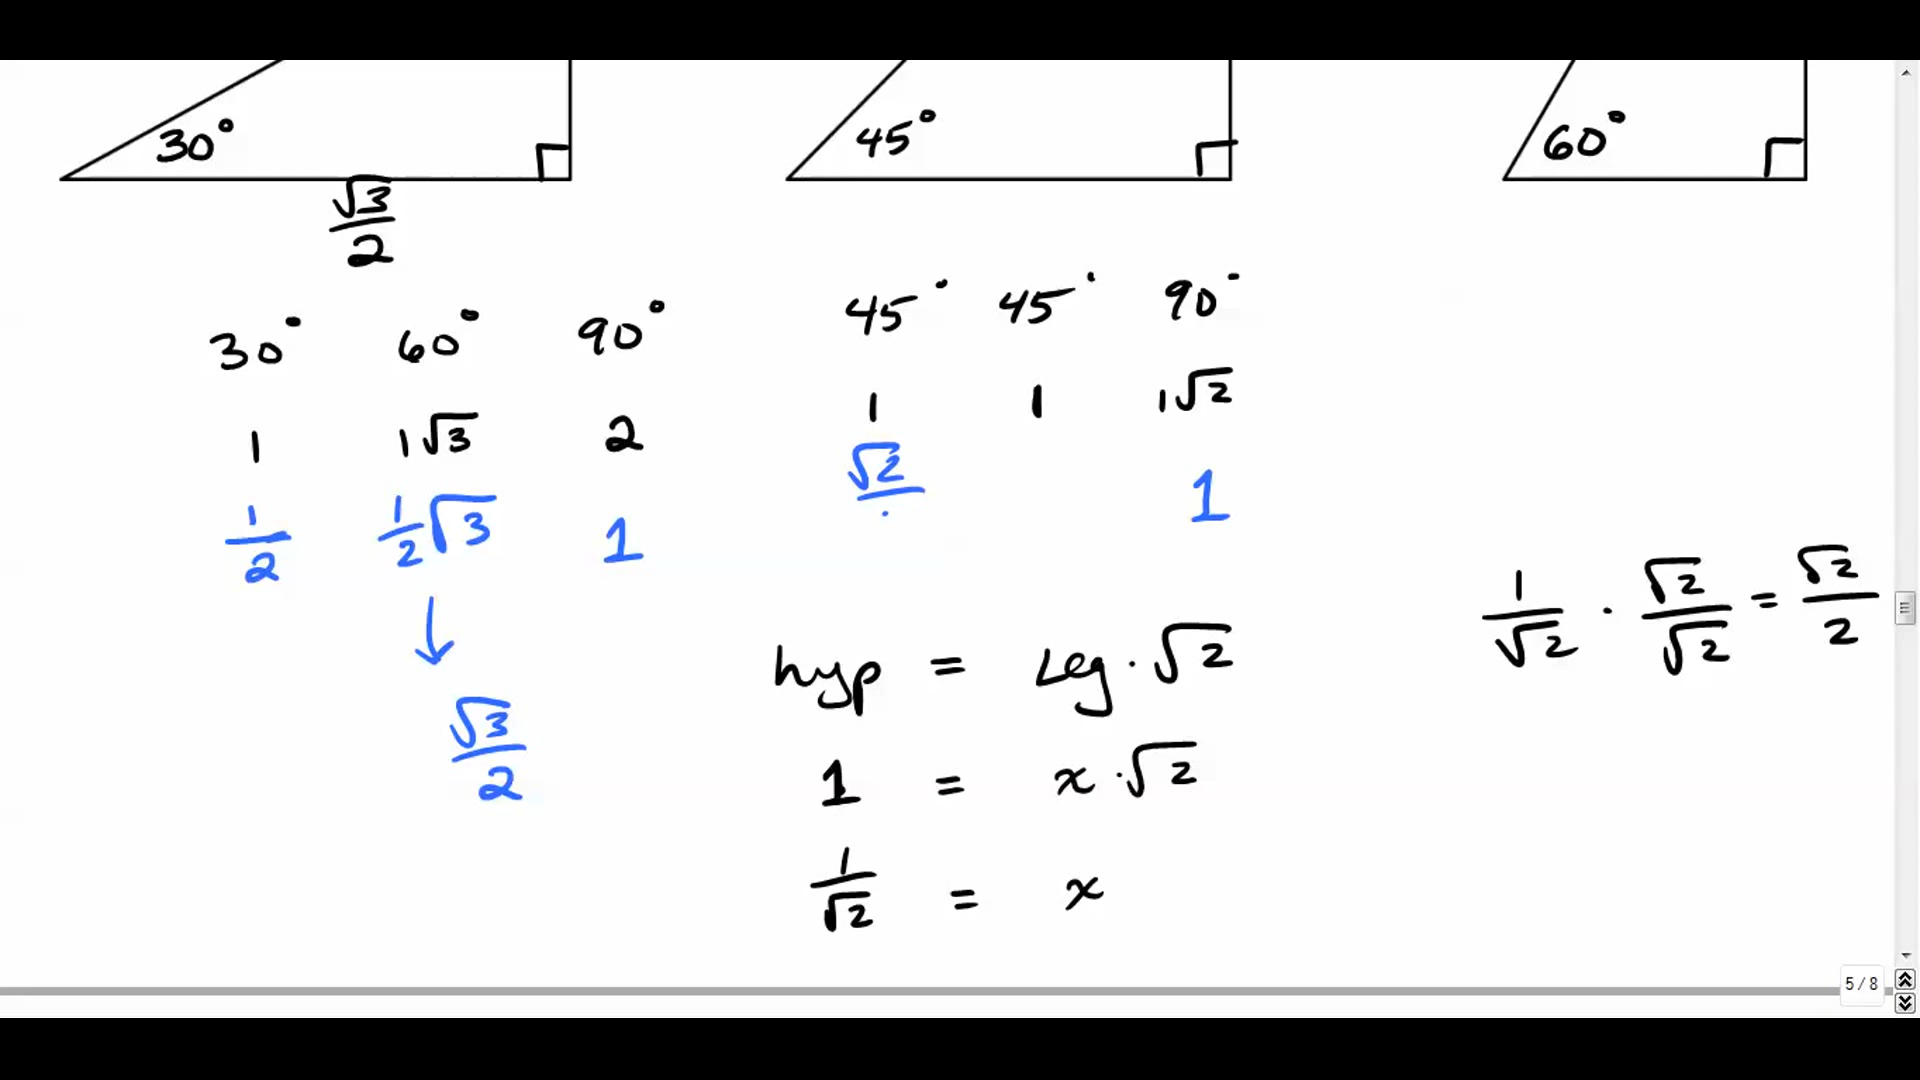 30°
45°
60°
√3/2
30° 60° 90°
1 1√3 2
1/2 1/2√3 1
↓
√3/2
45° 45° 90°
1 1 1√2
√2/ 1
hyp = Leg · √2
1 = x · √2
1/√2 = x
1/√2 · √2/√2 = √2/2
5 / 8